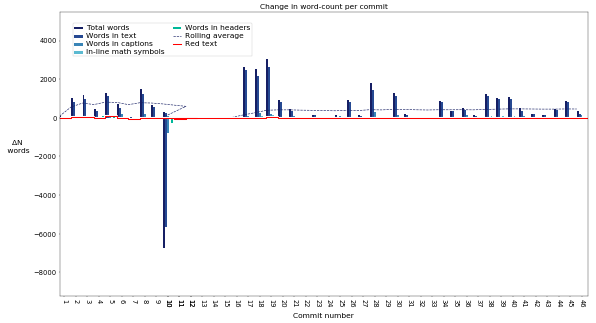 Change in word-count per commit
Total words
Words in text
Words in captions
in-line math symbols
Words in headers
Rolling average
Red text
4000
2000
0
−2000
−4000
−6000
−8000
ΔN
words
1 2 3 4 5 6 7 8 9 10 11 12 13 14 15 16 17 18 19 20 21 22 23 24 25 26 27 28 29 30 31 32 33 34 35 36 37 38 39 40 41 42 43 44 45 46
Commit number